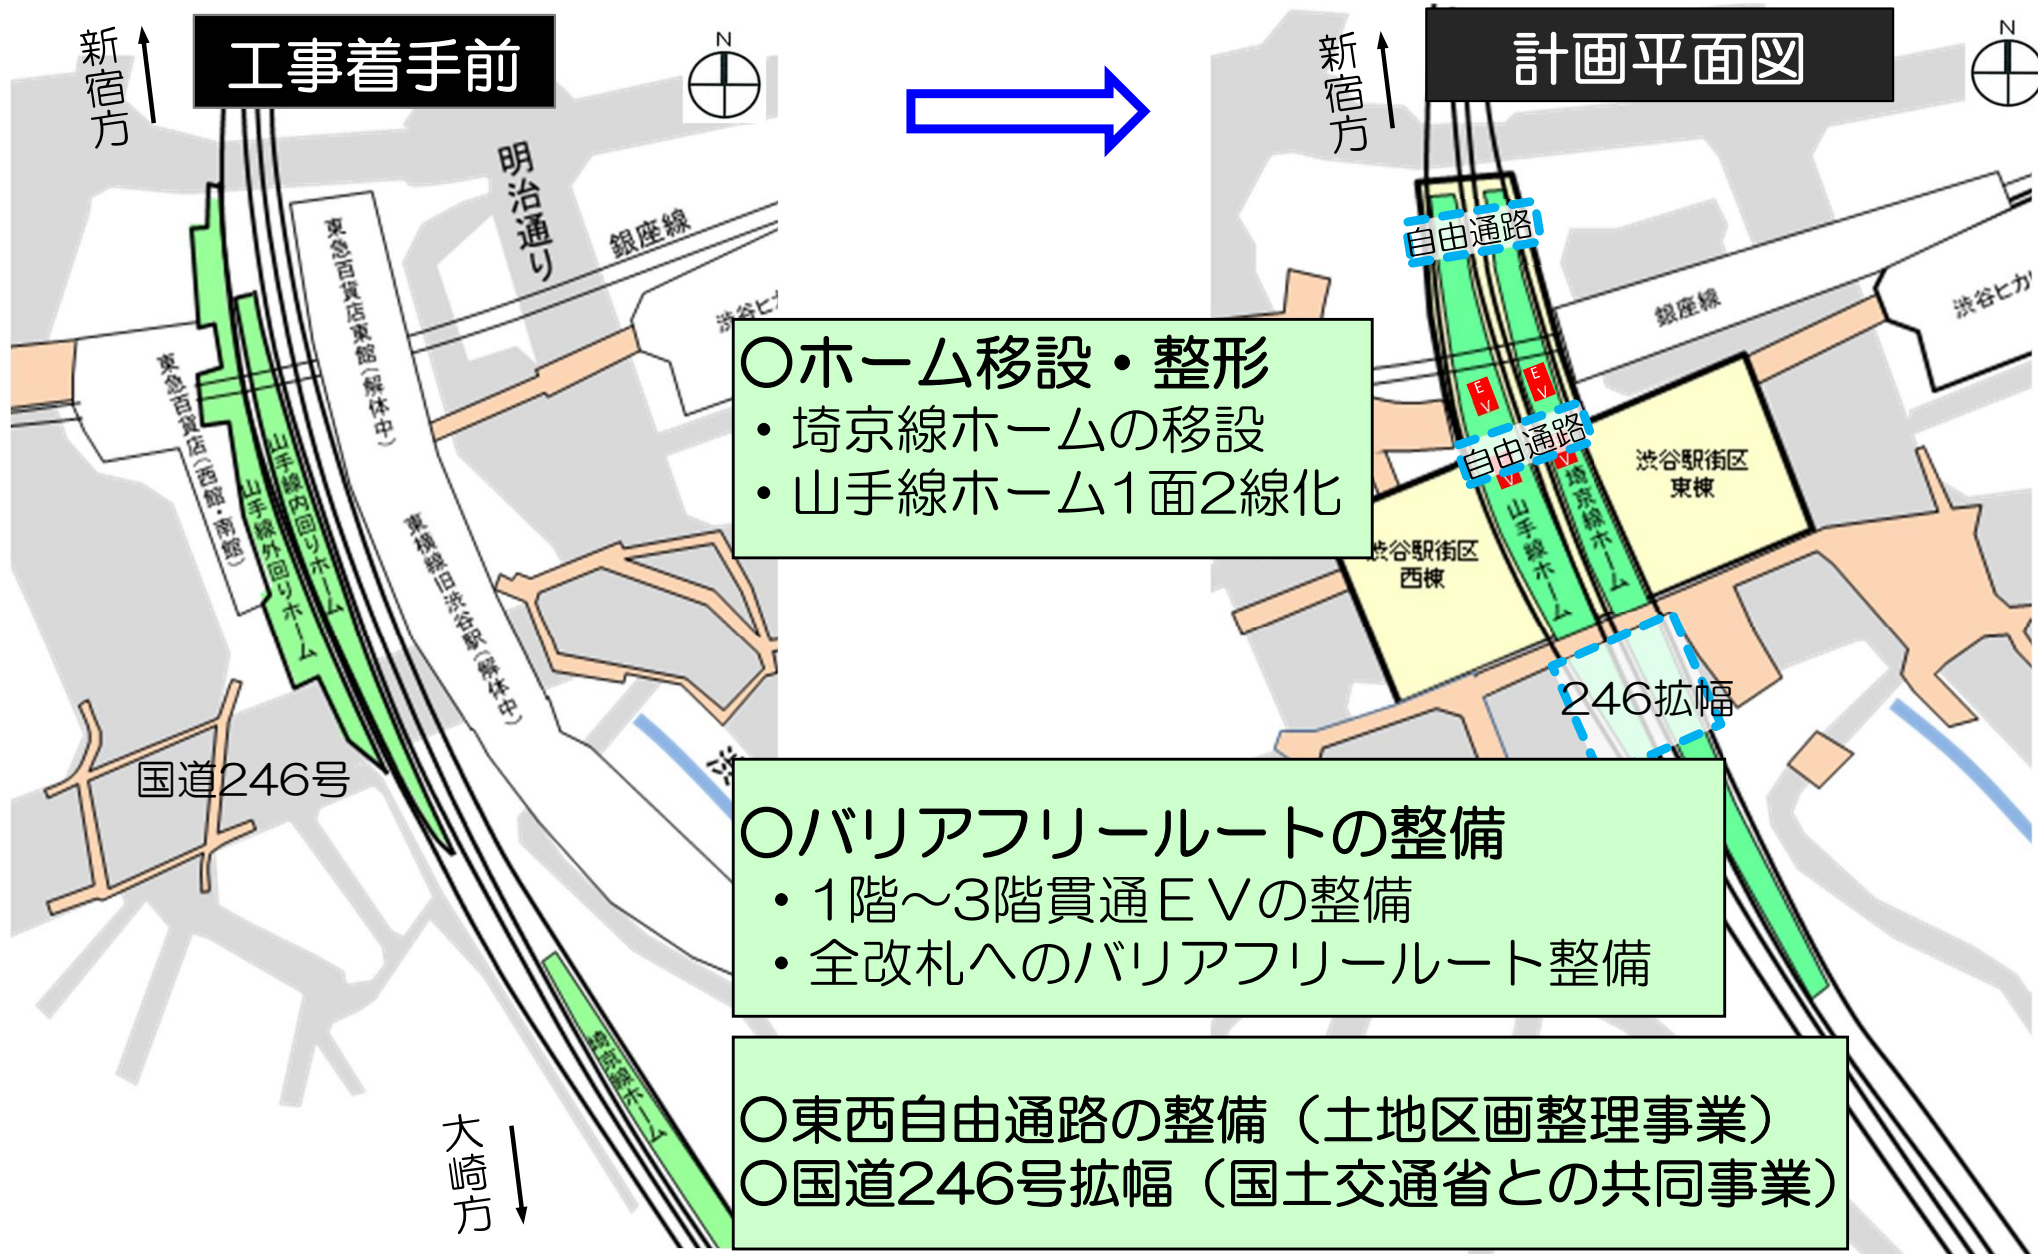 工事着手前
新宿方
N
明治通り
銀座線
東急百貨店東館(解体中)
東急百貨店(西館・南館)
山手線内回りホーム
山手線外回りホーム
東横線旧渋谷駅(解体中)
渋谷ヒカ
国道246号
渋
埼京線ホーム
大崎方
計画平面図
新宿方
N
自由通路
銀座線
渋谷ヒカリ
EV
EV
自由通路
V
V
渋谷駅街区
東棟
渋谷駅街区
西棟
山手線ホーム
埼京線ホーム
246拡幅
〇ホーム移設・整形
・埼京線ホームの移設
・山手線ホーム1面2線化
〇バリアフリールートの整備
・1階～3階貫通EVの整備
・全改札へのバリアフリールート整備
〇東西自由通路の整備（土地区画整理事業）
〇国道246号拡幅（国土交通省との共同事業）